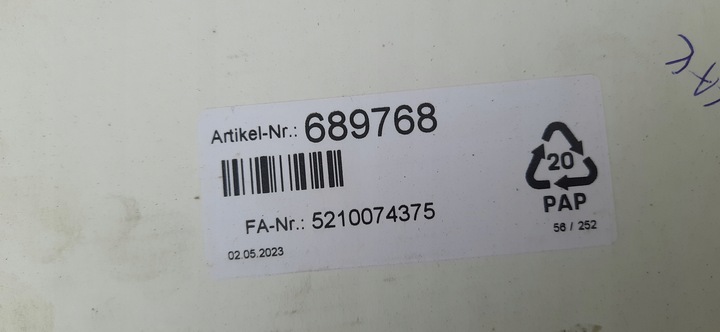 Artikel-Nr.: 689768
20
PAP
FA-Nr.: 5210074375
56 / 252
02.05.2023